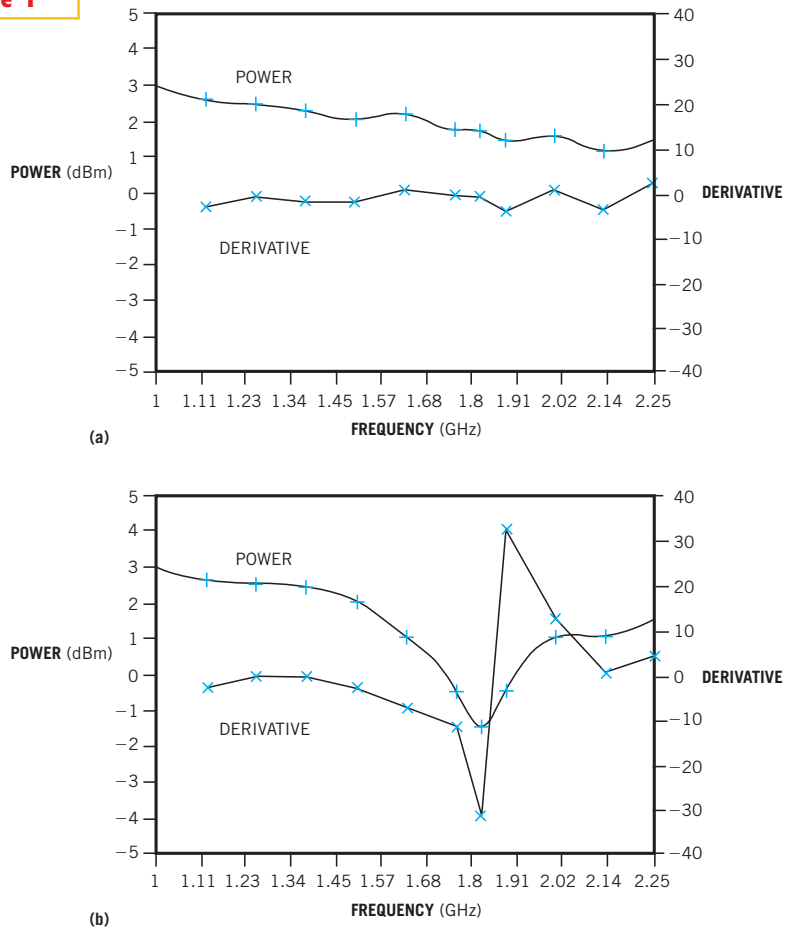 e 1
5 40
4 30
POWER
3 20
2 10
1
POWER (dBm)
0 0 DERIVATIVE
−1 −10
DERIVATIVE
−2 −20
−3 −30
−4
−5 −40
1 1.11 1.23 1.34 1.45 1.57 1.68 1.8 1.91 2.02 2.14 2.25
FREQUENCY (GHz)
(a)
5 40
4 30
POWER
3 20
2 10
1
POWER (dBm)
0 0 DERIVATIVE
−1 −10
DERIVATIVE
−2 −20
−3 −30
−4
−5 −40
1 1.11 1.23 1.34 1.45 1.57 1.68 1.8 1.91 2.02 2.14 2.25
FREQUENCY (GHz)
(b)